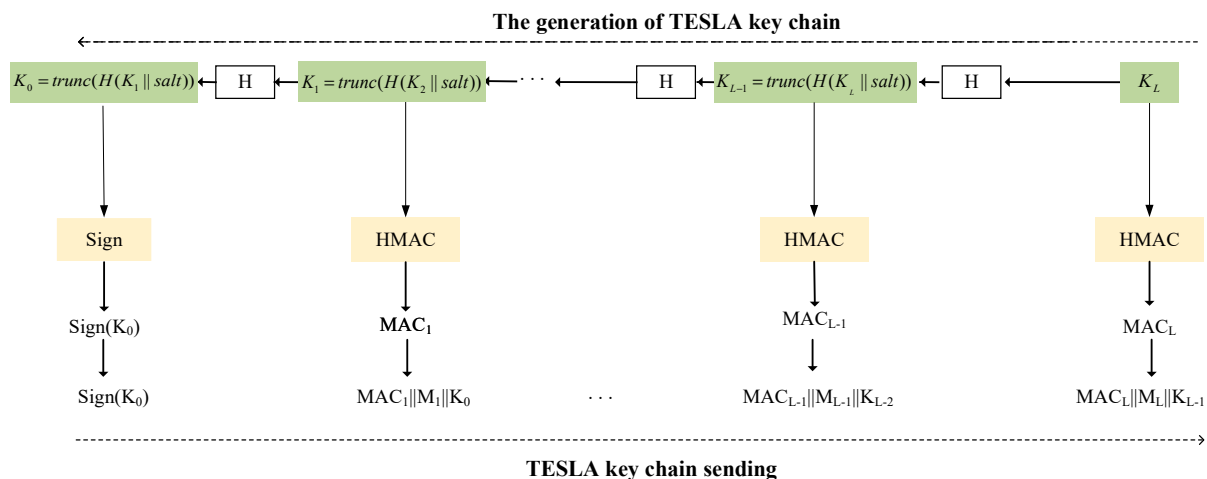 The generation of TESLA key chain
K₀ = trunc(H(K₁ || salt)) H K₁ = trunc(H(K₂ || salt)) · · · H K_{L-1} = trunc(H(K_L || salt)) H K_L
Sign HMAC HMAC HMAC
Sign(K₀) MAC₁ MAC_{L-1} MAC_L
Sign(K₀) MAC₁||M₁||K₀ · · · MAC_{L-1}||M_{L-1}||K_{L-2} MAC_L||M_L||K_{L-1}
TESLA key chain sending